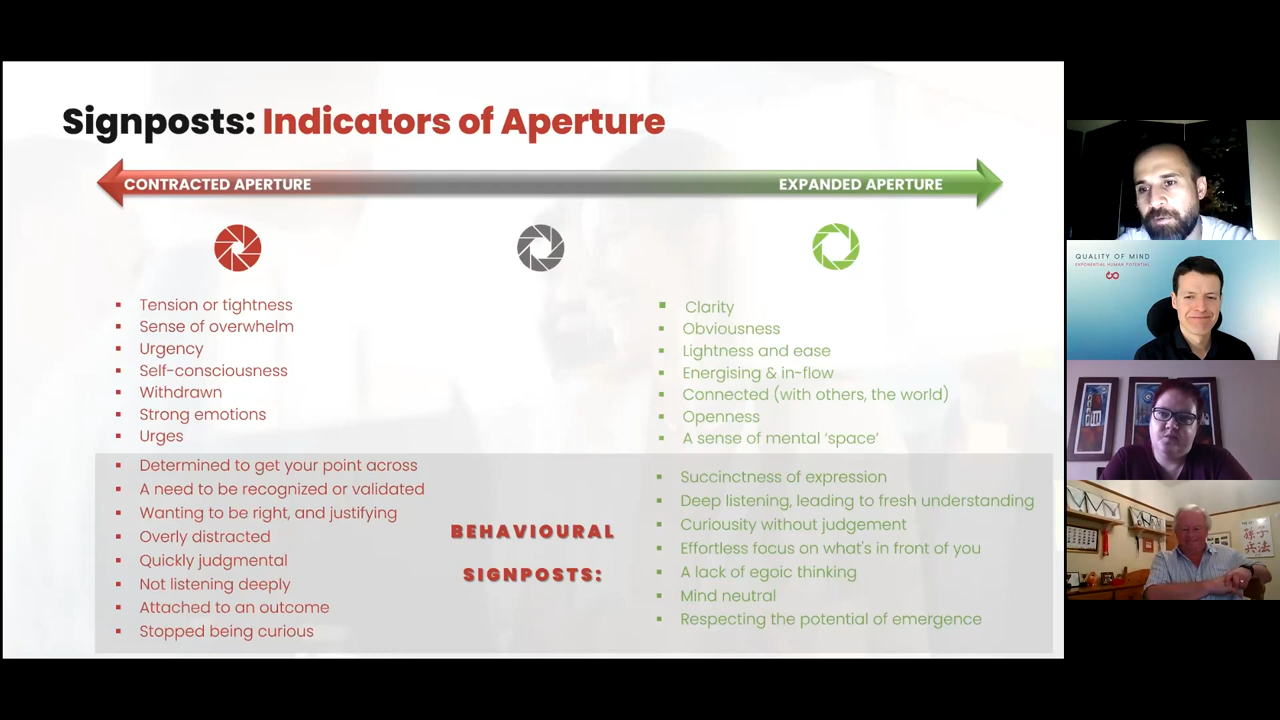 Signposts: Indicators of Aperture
CONTRACTED APERTURE
EXPANDED APERTURE
Tension or tightness
Sense of overwhelm
Urgency
Self-consciousness
Withdrawn
Strong emotions
Urges
Determined to get your point across
A need to be recognized or validated
Wanting to be right, and justifying
Overly distracted
Quickly judgmental
Not listening deeply
Attached to an outcome
Stopped being curious
BEHAVIOURAL
SIGNPOSTS:
Clarity
Obviousness
Lightness and ease
Energising & in-flow
Connected (with others, the world)
Openness
A sense of mental ‘space’
Succinctness of expression
Deep listening, leading to fresh understanding
Curiousity without judgement
Effortless focus on what's in front of you
A lack of egoic thinking
Mind neutral
Respecting the potential of emergence
QUALITY OF MIND
EXPONENTIAL HUMAN POTENTIAL
孫子
兵法